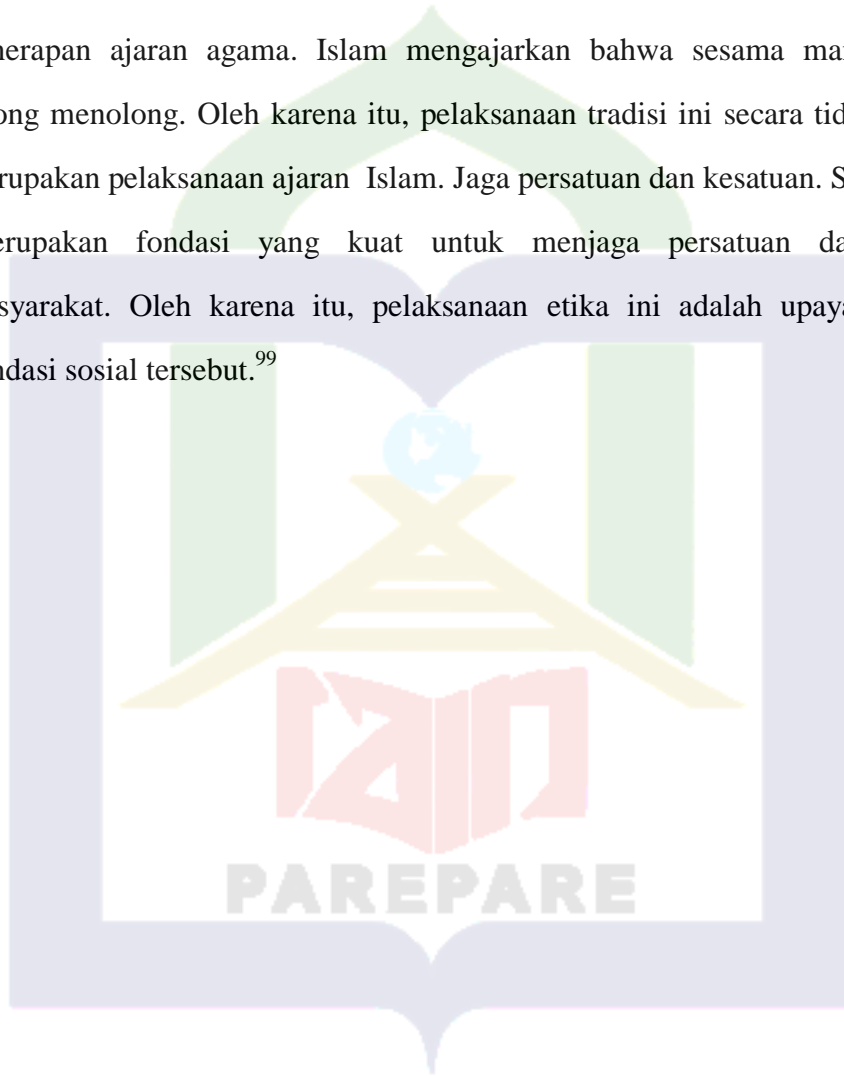 nerapan ajaran agama. Islam mengajarkan bahwa sesama ma
ong menolong. Oleh karena itu, pelaksanaan tradisi ini secara tid
rupakan pelaksanaan ajaran Islam. Jaga persatuan dan kesatuan. S
erupakan fondasi yang kuat untuk menjaga persatuan da
syarakat. Oleh karena itu, pelaksanaan etika ini adalah upaya
ndasi sosial tersebut.99
iain
PAREPARE